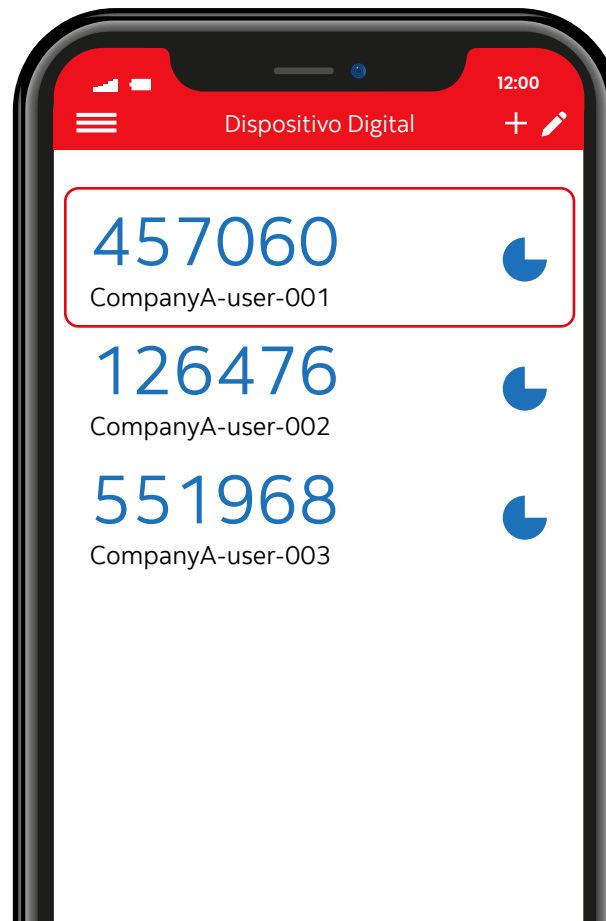 12:00
Dispositivo Digital
457060
CompanyA-user-001
126476
CompanyA-user-002
551968
CompanyA-user-003